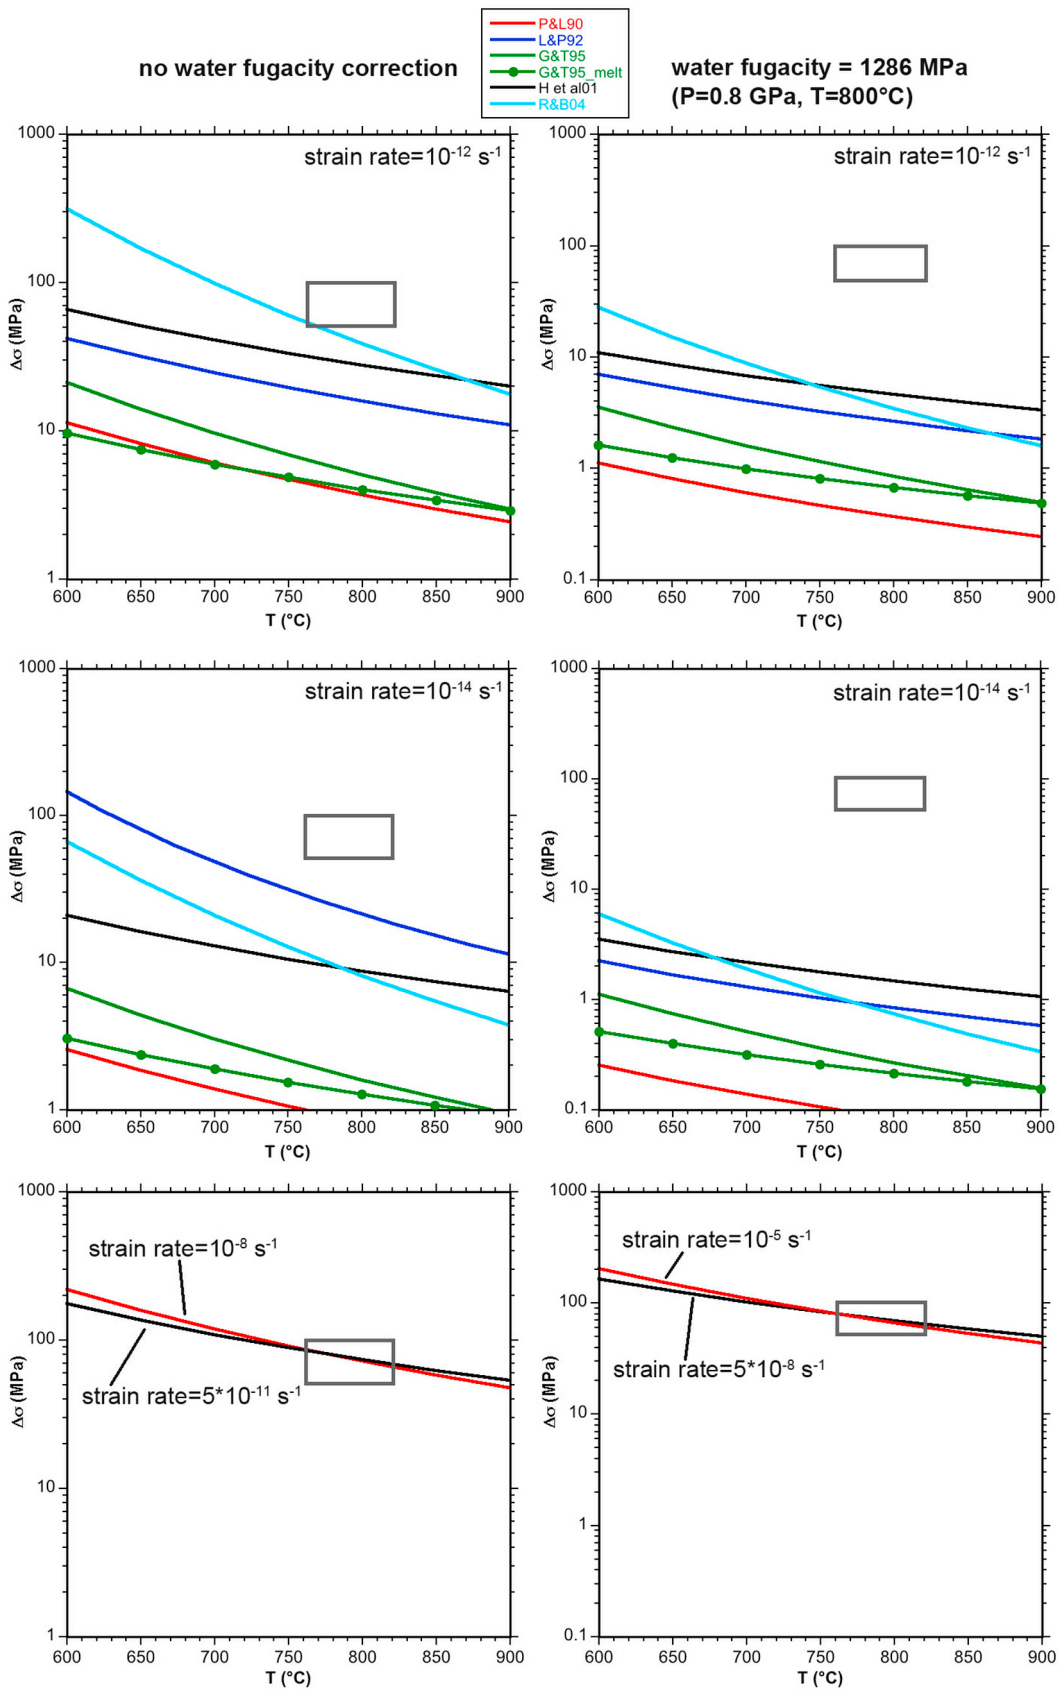 P&L90
L&P92
G&T95
G&T95_melt
H et al01
R&B04
no water fugacity correction
water fugacity = 1286 MPa
(P=0.8 GPa, T=800°C)
strain rate=10-12 s-1
1000
100
10
1
Δσ (MPa)
600 650 700 750 800 850 900
T (°C)
strain rate=10-12 s-1
1000
100
10
1
0.1
Δσ (MPa)
600 650 700 750 800 850 900
T (°C)
strain rate=10-14 s-1
1000
100
10
1
Δσ (MPa)
600 650 700 750 800 850 900
T (°C)
strain rate=10-14 s-1
1000
100
10
1
0.1
Δσ (MPa)
600 650 700 750 800 850 900
T (°C)
1000
100
10
1
Δσ (MPa)
strain rate=10-8 s-1
strain rate=5*10-11 s-1
600 650 700 750 800 850 900
T (°C)
1000
100
10
1
0.1
Δσ (MPa)
strain rate=10-5 s-1
strain rate=5*10-8 s-1
600 650 700 750 800 850 900
T (°C)